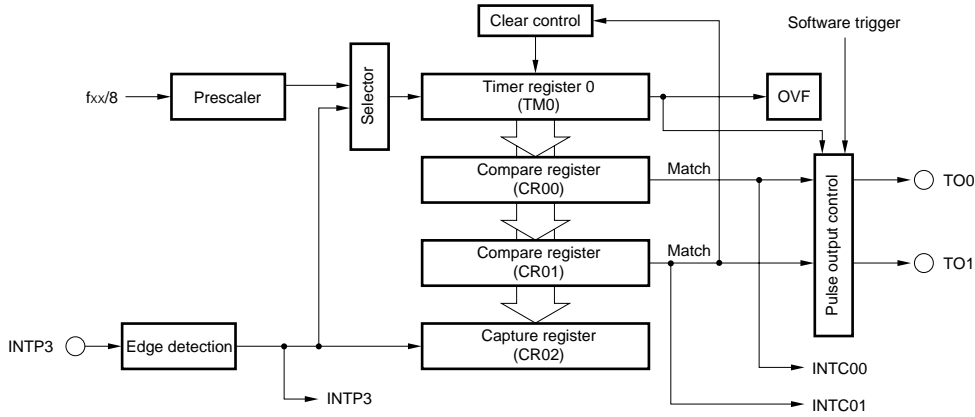 Clear control
Software trigger
fxx/8
Prescaler
Selector
Timer register 0
(TM0)
OVF
Compare register
(CR00)
Match
TO0
Compare register
(CR01)
Match
Pulse output control
TO1
INTP3
Edge detection
Capture register
(CR02)
INTC00
INTP3
INTC01